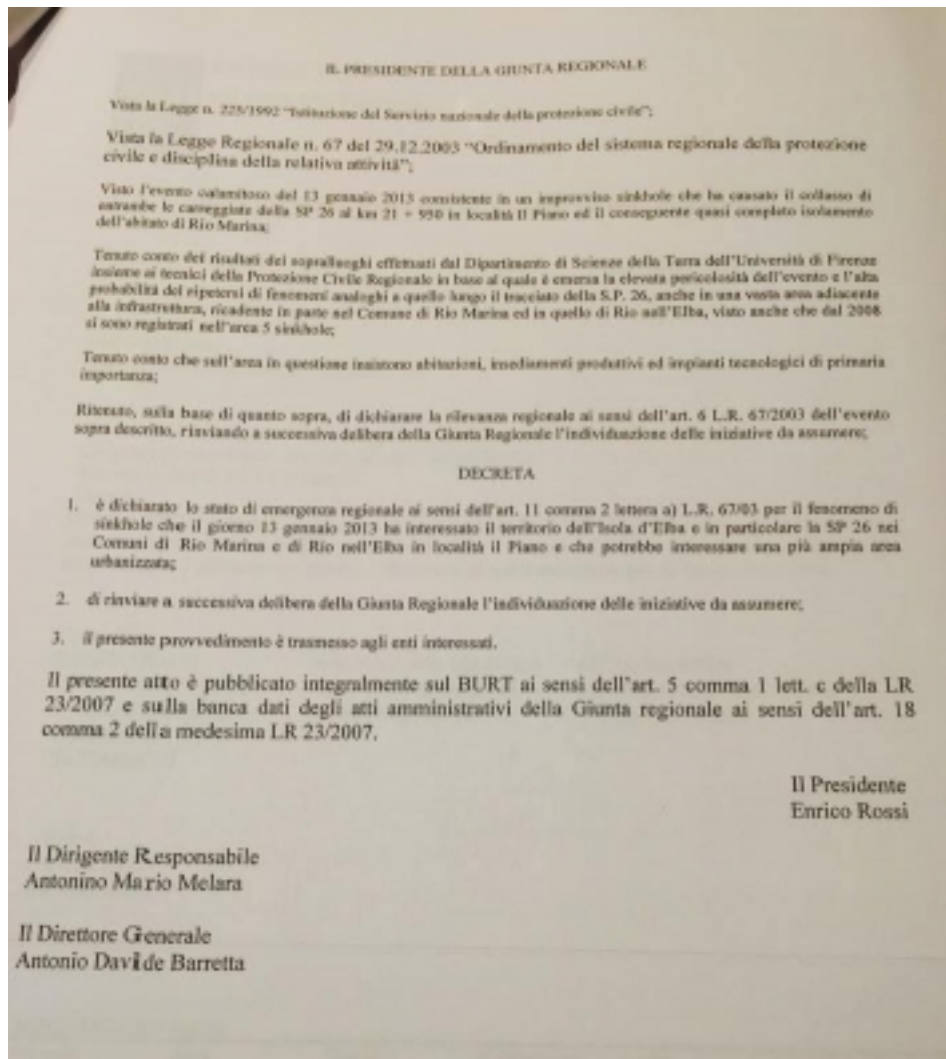 IL PRESIDENTE DELLA GIUNTA REGIONALE
Vista la Legge n. 225/1992 “Istituzione del Servizio nazionale della protezione civile”;
Vista la Legge Regionale n. 67 del 29.12.2003 “Ordinamento del sistema regionale della protezione
civile e disciplina della relativa attività”;
Visto l’evento calamitoso del 13 gennaio 2013 consistente in un improvviso sinkhole che ha causato il collasso di
entrambe le carreggiate della SP 26 al km 21 + 950 in località Il Piano ed il conseguente quasi completo isolamento
dell’abitato di Rio Marina;
Tenuto conto dei risultati dei sopralluoghi effettuati dal Dipartimento di Scienze della Terra dell’Università di Firenze
insieme ai tecnici della Protezione Civile Regionale in base al quale è emersa la elevata pericolosità dell’evento e l’alta
probabilità del ripetersi di fenomeni analoghi a quello lungo il tracciato della S.P. 26, anche in una vasta area adiacente
alla infrastruttura, ricadente in parte nel Comune di Rio Marina ed in quello di Rio nell’Elba, visto anche che dal 2008
si sono registrati nell’area 5 sinkhole;
Tenuto conto che sull’area in questione insistono abitazioni, insediamenti produttivi ed impianti tecnologici di primaria
importanza;
Ritenuto, sulla base di quanto sopra, di dichiarare la rilevanza regionale ai sensi dell’art. 6 L.R. 67/2003 dell’evento
sopra descritto, rinviando a successiva delibera della Giunta Regionale l’individuazione delle iniziative da assumere;
DECRETA
1. è dichiarato lo stato di emergenza regionale ai sensi dell’art. 11 comma 2 lettera a) L.R. 67/03 per il fenomeno di
sinkhole che il giorno 13 gennaio 2013 ha interessato il territorio dell’Isola d’Elba e in particolare la SP 26 nei
Comuni di Rio Marina e di Rio nell’Elba in località il Piano e che potrebbe interessare una più ampia area
urbanizzata;
2. di rinviare a successiva delibera della Giunta Regionale l’individuazione delle iniziative da assumere;
3. il presente provvedimento è trasmesso agli enti interessati.
Il presente atto è pubblicato integralmente sul BURT ai sensi dell’art. 5 comma 1 lett. c della LR
23/2007 e sulla banca dati degli atti amministrativi della Giunta regionale ai sensi dell’art. 18
comma 2 della medesima LR 23/2007.
Il Presidente
Enrico Rossi
Il Dirigente Responsabile
Antonino Mario Melara
Il Direttore Generale
Antonio Davide Barretta